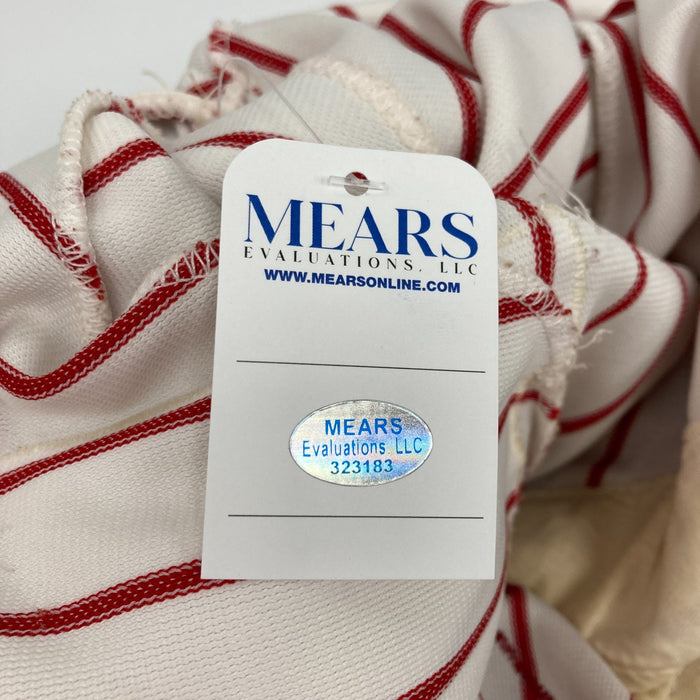 MEARS
EVALUATIONS, LLC
WWW.MEARSONLINE.COM
MEARS
Evaluations, LLC
323183